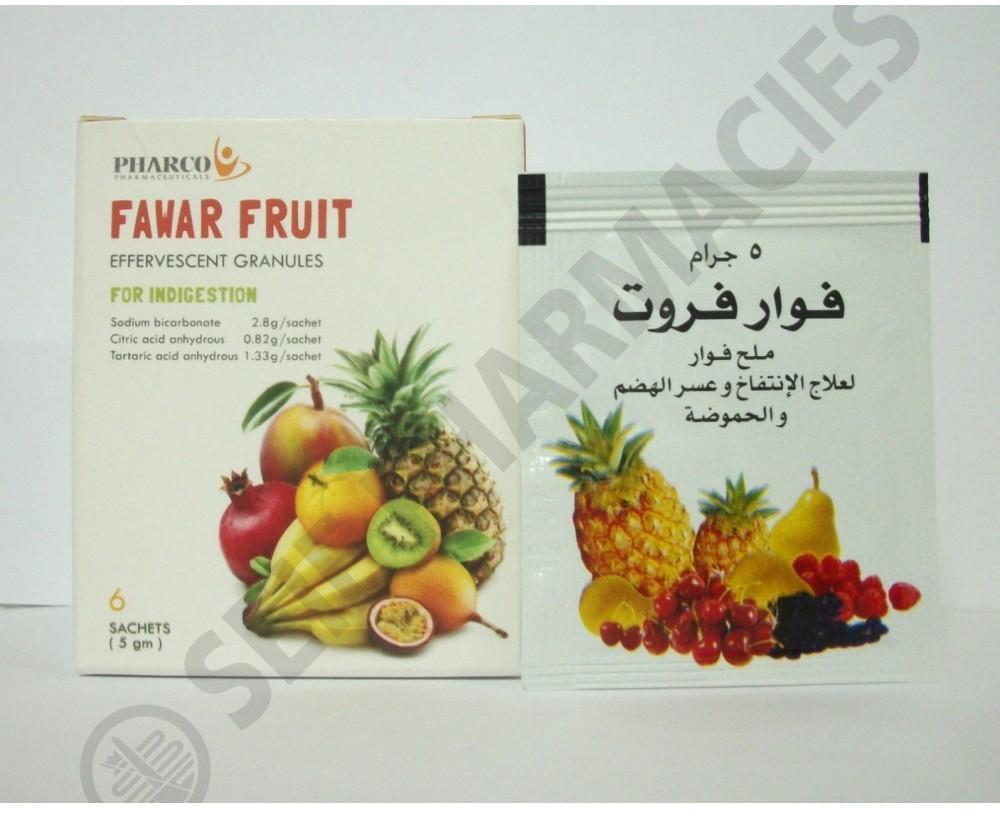 PHARCO
PHARMACEUTICALS
FAWAR FRUIT
EFFERVESCENT GRANULES
FOR INDIGESTION
Sodium bicarbonate 2.8g/sachet
Citric acid anhydrous 0.82g/sachet
Tartaric acid anhydrous 1.33g/sachet
6
SACHETS
( 5 gm )
٥ جرام
فوار فروت
ملح فوار
لعلاج الإنتفاخ و عسر الهضم
و الحموضة
SEIF PHARMACIES